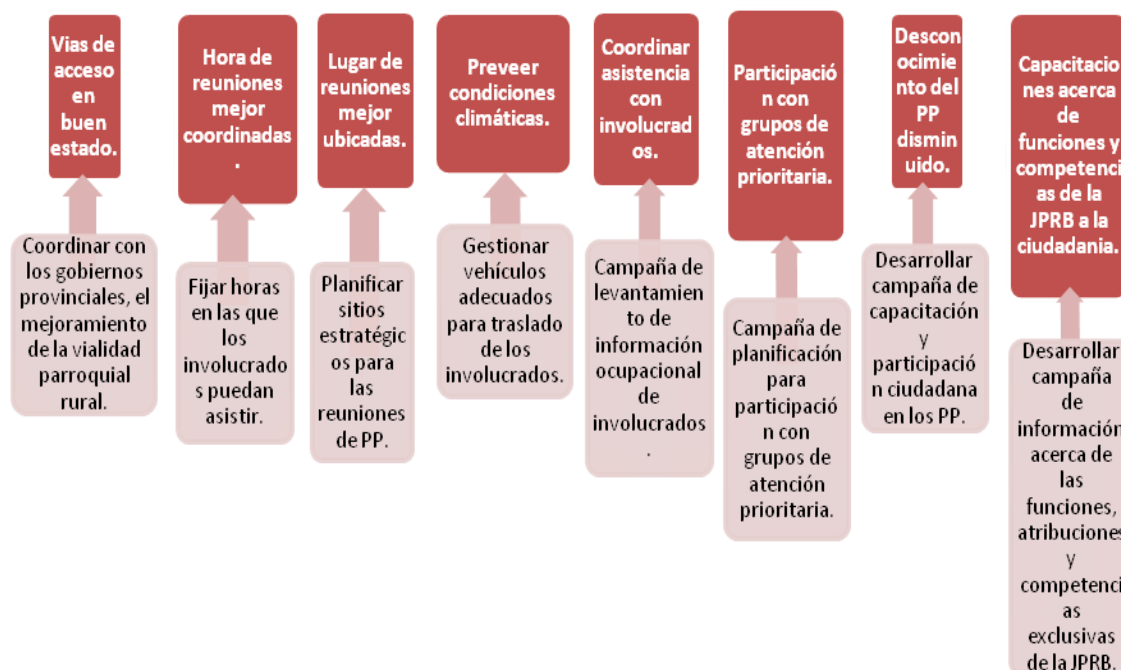 Vias de
acceso
en
buen
estado.
Hora de
reuniones
mejor
coordinadas
.
Lugar de
reuniones
mejor
ubicadas.
Preveer
condiciones
climáticas.
Coordinar
asistencia
con
involucrad
os.
Participació
n con
grupos de
atención
prioritaria.
Descon
ocimie
nto del
PP
dismin
uido.
Capacitacio
nes acerca
de
funciones y
competenci
as de la
JPRB a la
ciudadania.
Coordinar con
los gobiernos
provinciales, el
mejoramiento
de la vialidad
parroquial
rural.
Fijar horas
en las que
los
involucrado
s puedan
asistir.
Planificar
sitios
estratégic
os para
las
reuniones
de PP.
Gestionar
vehículos
adecuados
para traslado
de los
involucrados.
Campaña de
levantamien
to de
información
ocupacional
de
involucrados
.
Campaña de
planificación
para
participació
n con
grupos de
atención
prioritaria.
Desarrollar
campaña de
capacitación
y
participació
n ciudadana
en los PP.
Desarrollar
campaña
de
información
acerca de
las
funciones,
atribuciones
y
competenci
as
exclusivas
de la JPRB.